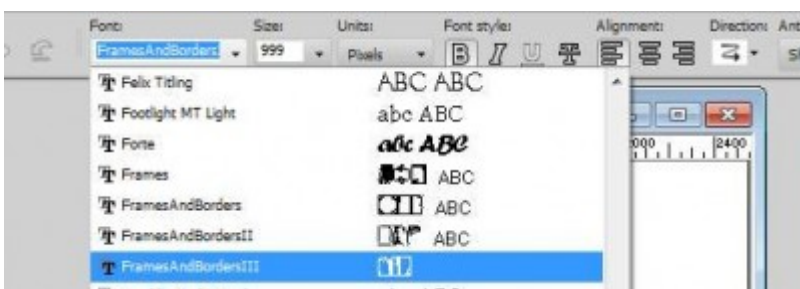 Font: Size: Units: Font style: Alignment: Direction: Ant
FramesAndBorders 999 Pixels B I U
Felix Titling ABC ABC
Footlight MT Light abc ABC
Forte abc ABC
Frames ABC
FramesAndBorders ABC
FramesAndBordersII ABC
FramesAndBordersIII
2400